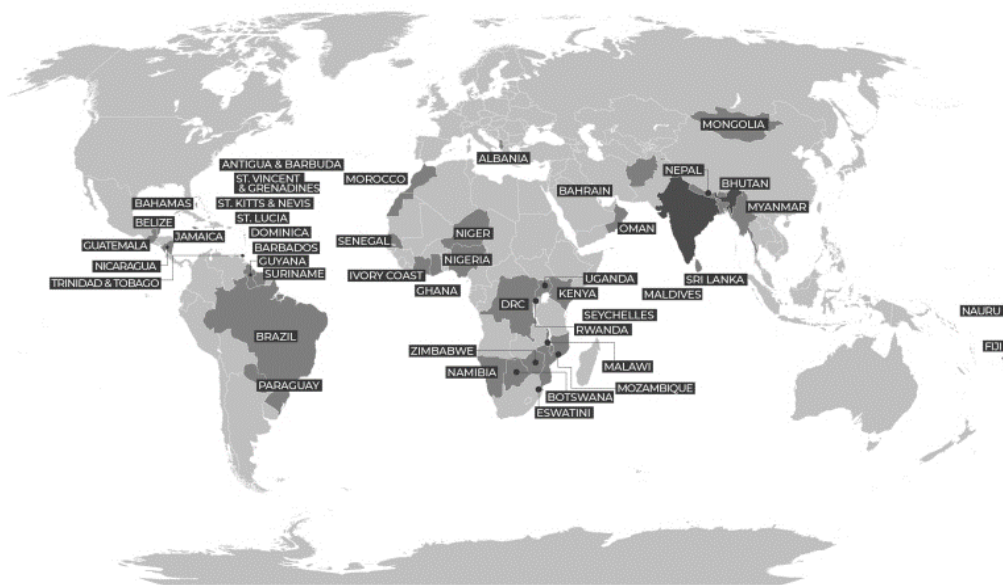 MONGOLIA
ALBANIA
ANTIGUA & BARBUDA
MOROCCO
NEPAL
ST. VINCENT
& GRENADINES
BHUTAN
BAHRAIN
BAHAMAS
ST. KITTS & NEVIS
MYANMAR
BELIZE
ST. LUCIA
OMAN
JAMAICA
DOMINICA
NIGER
SENEGAL
GUATEMALA
BARBADOS
NIGERIA
GUYANA
NICARAGUA
SURINAME
IVORY COAST
UGANDA
SRI LANKA
TRINIDAD & TOBAGO
GHANA
KENYA
MALDIVES
DRC
NAURU
SEYCHELLES
RWANDA
BRAZIL
FIJI
ZIMBABWE
MALAWI
NAMIBIA
PARAGUAY
MOZAMBIQUE
BOTSWANA
ESWATINI